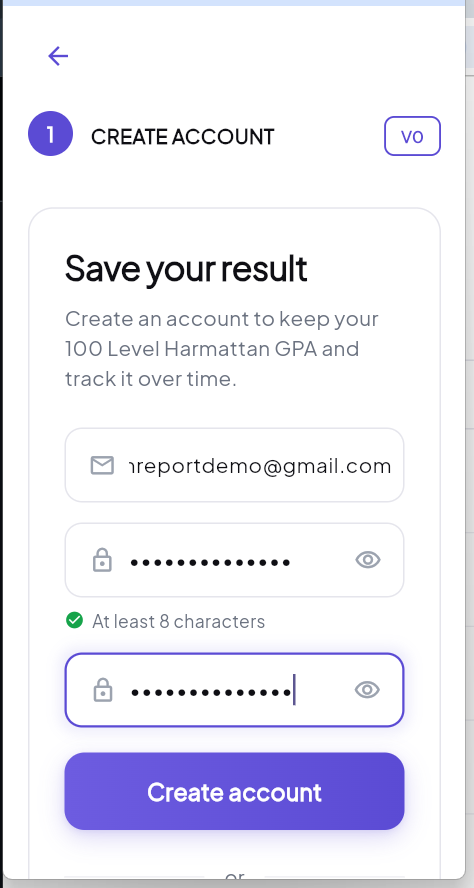 1 CREATE ACCOUNT V0
Save your result
Create an account to keep your
100 Level Harmattan GPA and
track it over time.
reportdemo@gmail.com
••••••••••••••
At least 8 characters
••••••••••••••
Create account
or